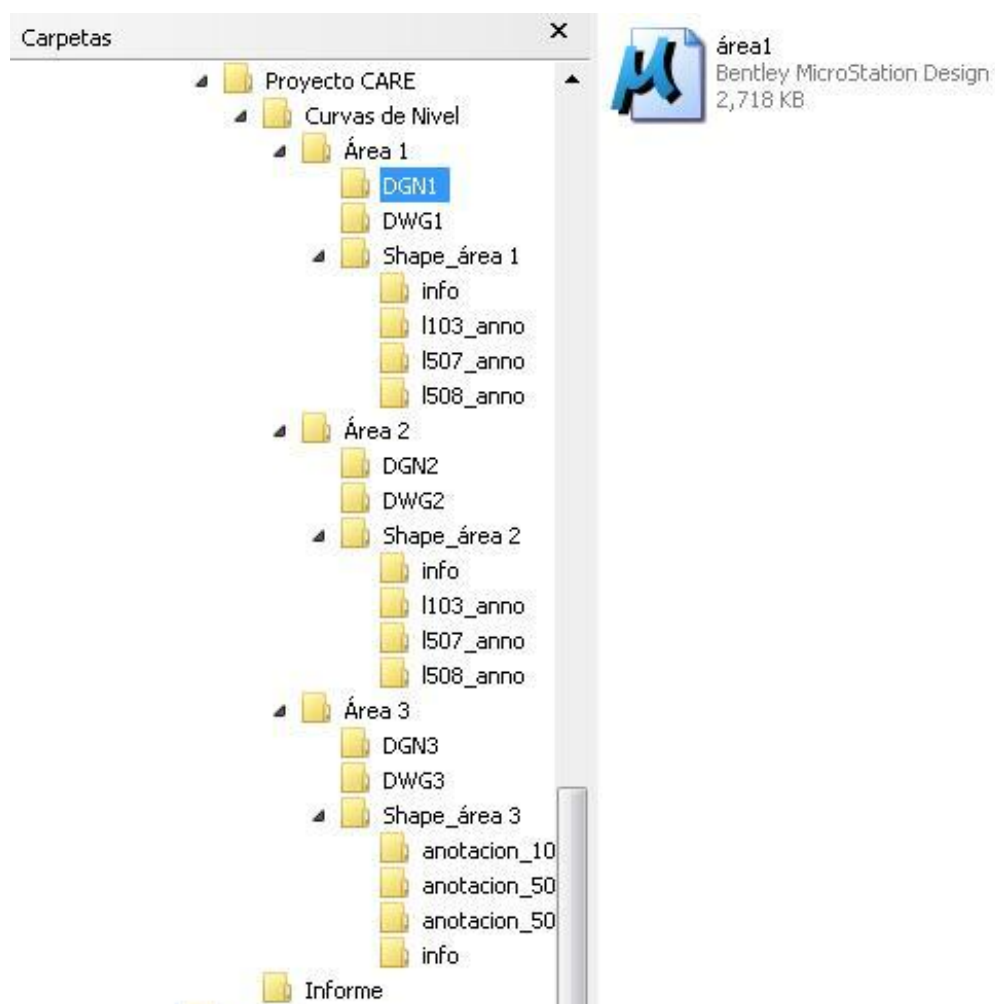 Carpetas
Proyecto CARE
Curvas de Nivel
Área 1
DGN1
DWG1
Shape_área 1
info
l103_anno
l507_anno
l508_anno
Área 2
DGN2
DWG2
Shape_área 2
info
l103_anno
l507_anno
l508_anno
Área 3
DGN3
DWG3
Shape_área 3
anotacion_10
anotacion_50
anotacion_50
info
Informe
área1
Bentley MicroStation Design
2,718 KB